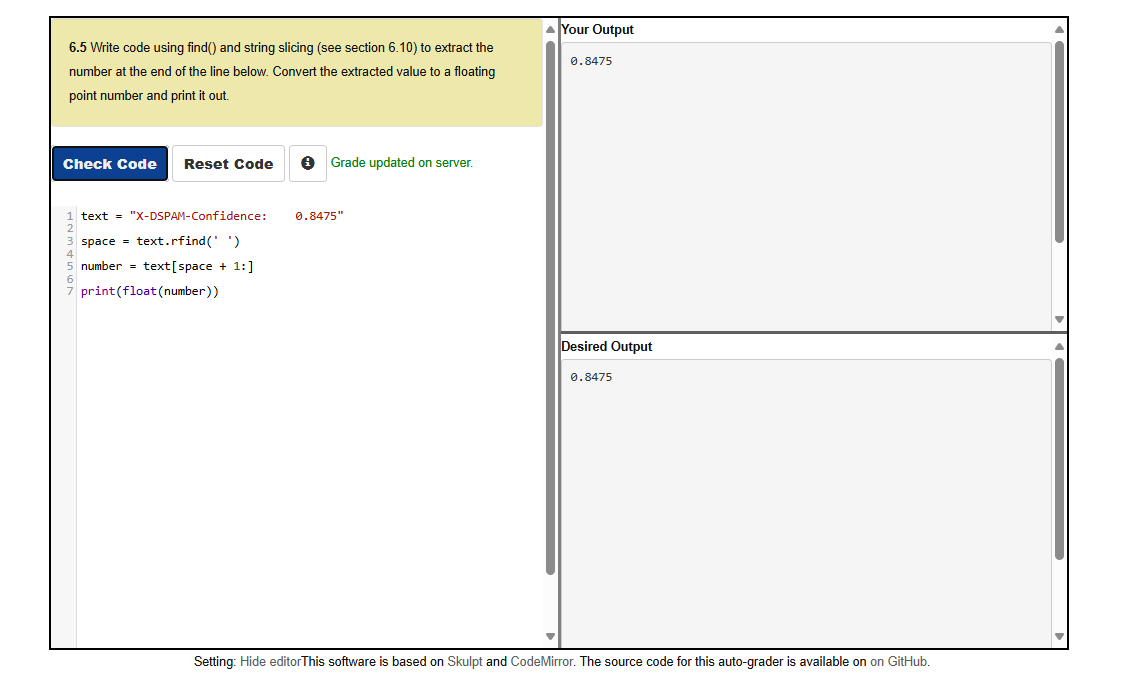 6.5 Write code using find() and string slicing (see section 6.10) to extract the
number at the end of the line below. Convert the extracted value to a floating
point number and print it out.
Check Code Reset Code Grade updated on server.
1 text = "X-DSPAM-Confidence:    0.8475"
2
3 space = text.rfind(' ')
4
5 number = text[space + 1:]
6
7 print(float(number))
Your Output
0.8475
Desired Output
0.8475
Setting: Hide editorThis software is based on Skulpt and CodeMirror. The source code for this auto-grader is available on on GitHub.